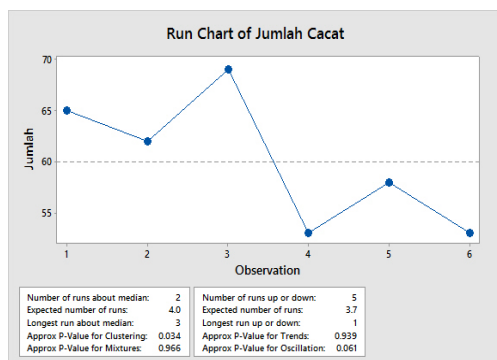 Run Chart of Jumlah Cacat
Jumlah
70
65
60
55
1 2 3 4 5 6
Observation
Number of runs about median: 2
Expected number of runs: 4.0
Longest run about median: 3
Approx P-Value for Clustering: 0.034
Approx P-Value for Mixtures: 0.966
Number of runs up or down: 5
Expected number of runs: 3.7
Longest run up or down: 1
Approx P-Value for Trends: 0.939
Approx P-Value for Oscillation: 0.061